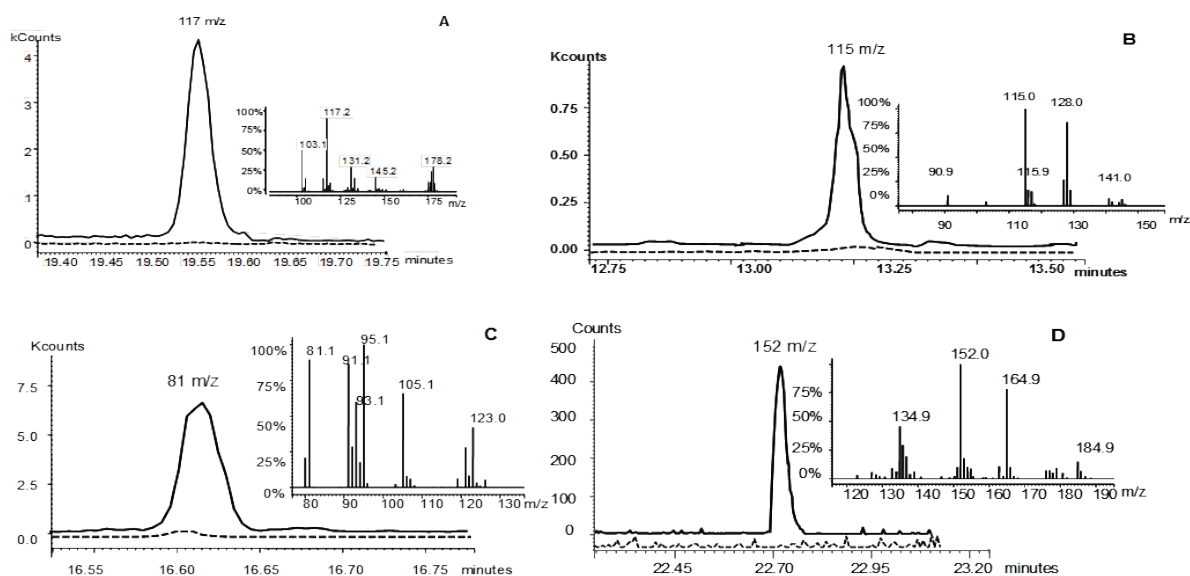 117 m/z
A
kCounts
4
3
2
1
0
19.40 19.50 19.55 19.60 19.65 19.70 19.75 minutes
100%
75%
50%
25%
0%
117.2
103.1
131.2
145.2
178.2
100 125 150 175 m/z
115 m/z
B
Kcounts
0.75
0.50
0.25
0.00
12.75 13.00 13.25 13.50 minutes
100%
75%
50%
25%
0%
115.0 128.0
90.9
115.9
141.0
90 110 130 150 m/z
81 m/z
C
Kcounts
7.5
5.0
2.5
0.0
16.55 16.60 16.65 16.70 16.75 minutes
100%
75%
50%
25%
0%
95.1
81.1
91.1
93.1
105.1
123.0
80 90 100 110 120 130 m/z
152 m/z
D
Counts
500
400
300
200
100
0
22.45 22.70 22.95 23.20 minutes
75%
50%
25%
0%
152.0
164.9
134.9
184.9
120 130 140 150 160 170 180 190 m/z